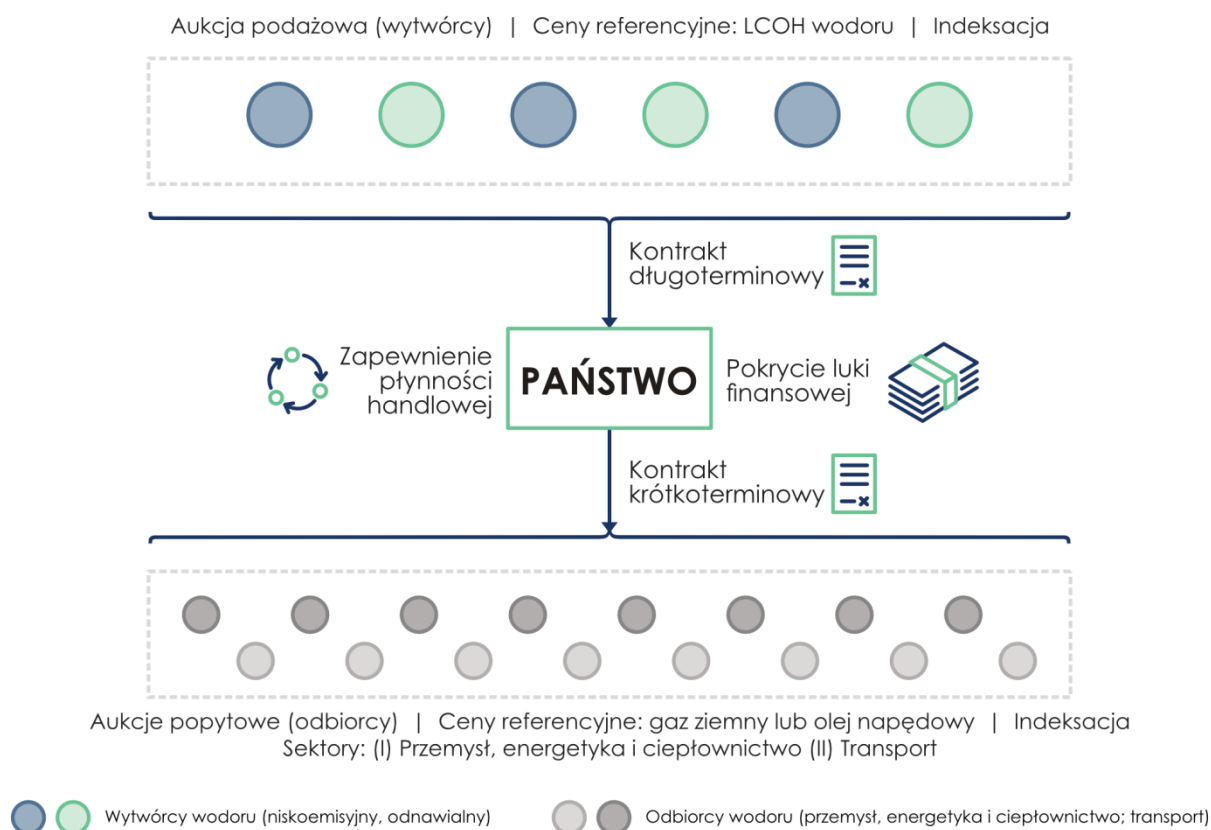 Aukcja podażowa (wytwórcy) | Ceny referencyjne: LCOH wodoru | Indeksacja
Kontrakt
długoterminowy
Zapewnienie
płynności
handlowej
PAŃSTWO
Pokrycie luki
finansowej
Kontrakt
krótkoterminowy
Aukcje popytowe (odbiorcy) | Ceny referencyjne: gaz ziemny lub olej napędowy | Indeksacja
Sektory: (I) Przemysł, energetyka i ciepłownictwo (II) Transport
Wytwórcy wodoru (niskoemisyjny, odnawialny)
Odbiorcy wodoru (przemysł, energetyka i ciepłownictwo; transport)